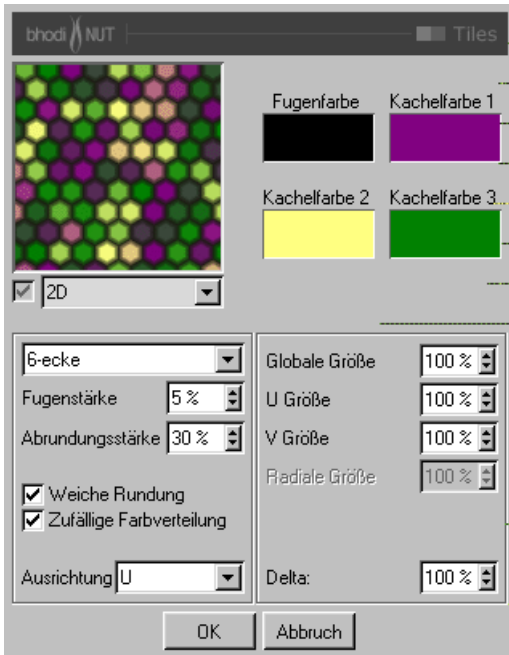 bhodi NUT Tiles
Fugenfarbe Kachelfarbe 1
Kachelfarbe 2 Kachelfarbe 3
2D
6-ecke
Fugenstärke 5 %
Abrundungsstärke 30 %
Weiche Rundung
Zufällige Farbverteilung
Ausrichtung U
Globale Größe 100 %
U Größe 100 %
V Größe 100 %
Radiale Größe 100 %
Delta: 100 %
OK Abbruch